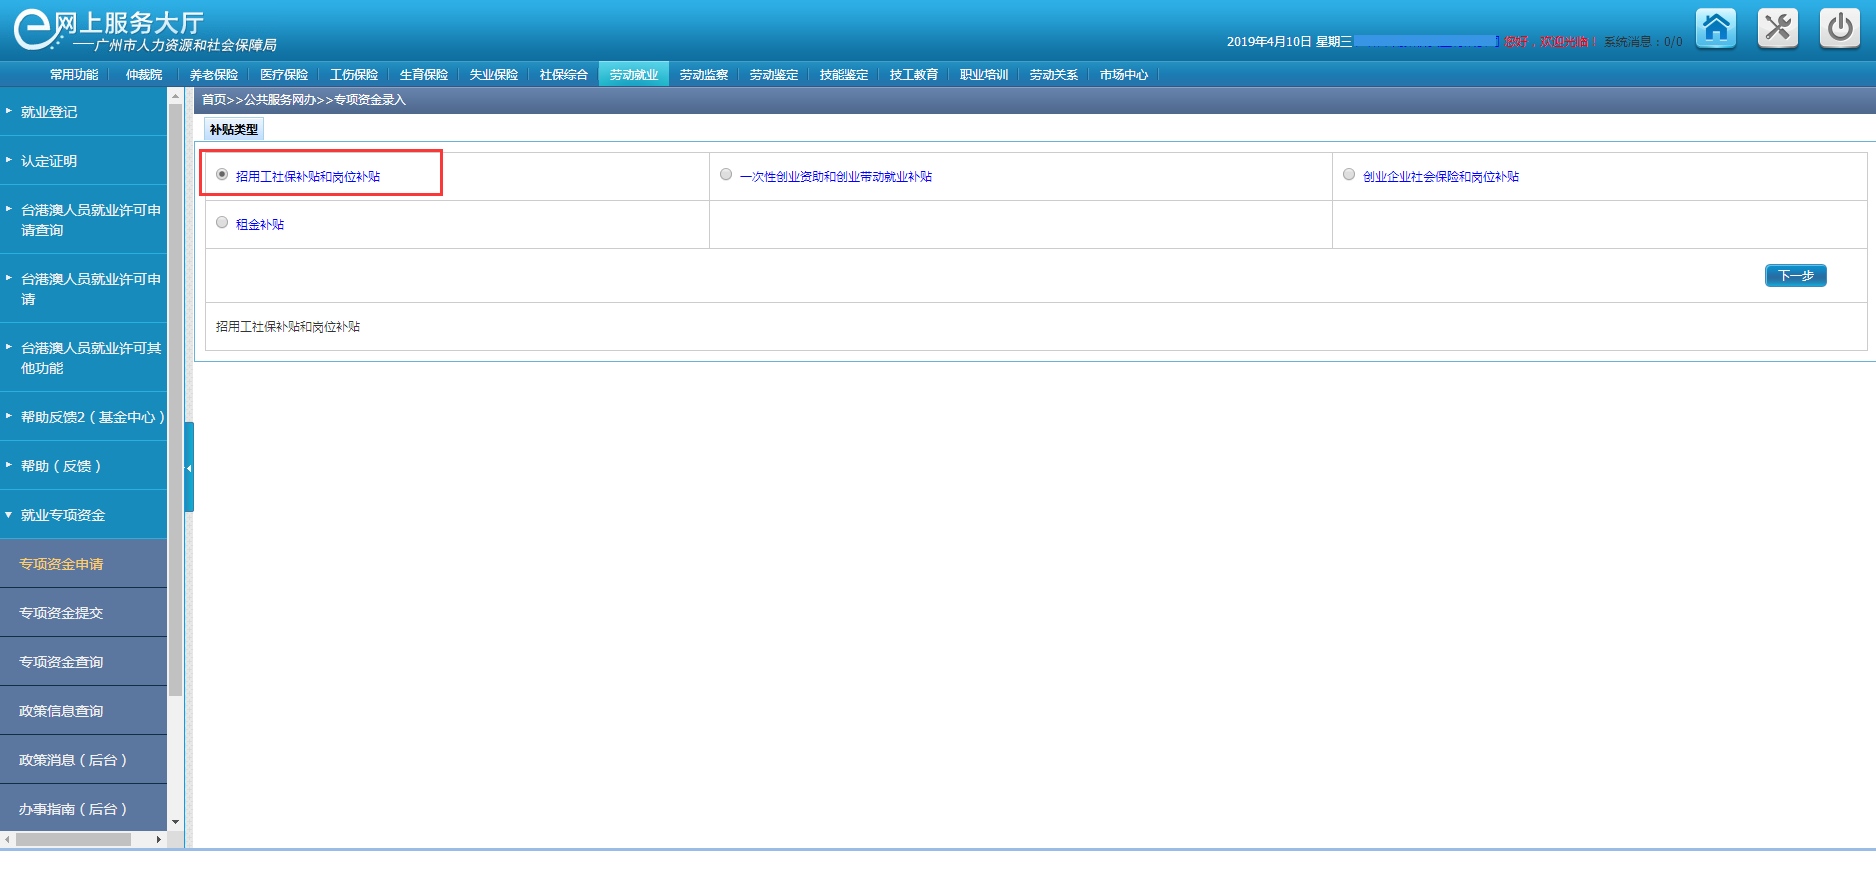 网上服务大厅
——广州市人力资源和社会保障局
2019年4月10日 星期三
您好，欢迎光临！ 系统消息：0/0
常用功能 仲裁院 养老保险 医疗保险 工伤保险 生育保险 失业保险 社保综合 劳动就业 劳动监察 劳动鉴定 技能鉴定 技工教育 职业培训 劳动关系 市场中心
首页>>公共服务网办>>专项资金录入
就业登记
认定证明
台港澳人员就业许可申
请查询
台港澳人员就业许可申
请
台港澳人员就业许可其
他功能
帮助反馈2（基金中心）
帮助（反馈）
就业专项资金
专项资金申请
专项资金提交
专项资金查询
政策信息查询
政策消息（后台）
办事指南（后台）
补贴类型
招用工社保补贴和岗位补贴 一次性创业资助和创业带动就业补贴 创业企业社会保险和岗位补贴
租金补贴
下一步
招用工社保补贴和岗位补贴